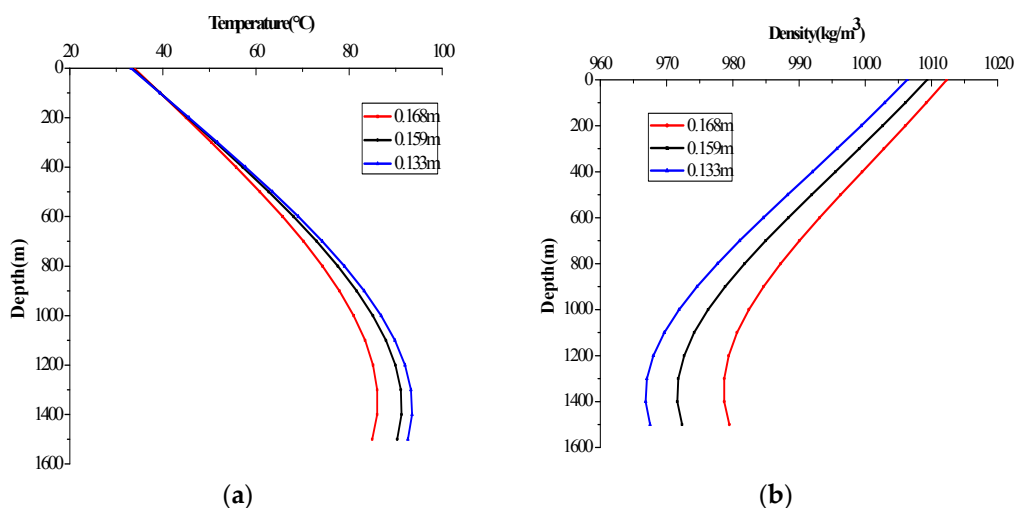 Temperature(°C)
20 40 60 80 100
0
200
400
600
800
1000
1200
1400
1600
Depth(m)
0.168m
0.159m
0.133m
(a)
Density(kg/m³)
960 970 980 990 1000 1010 1020
0
200
400
600
800
1000
1200
1400
1600
Depth(m)
0.168m
0.159m
0.133m
(b)